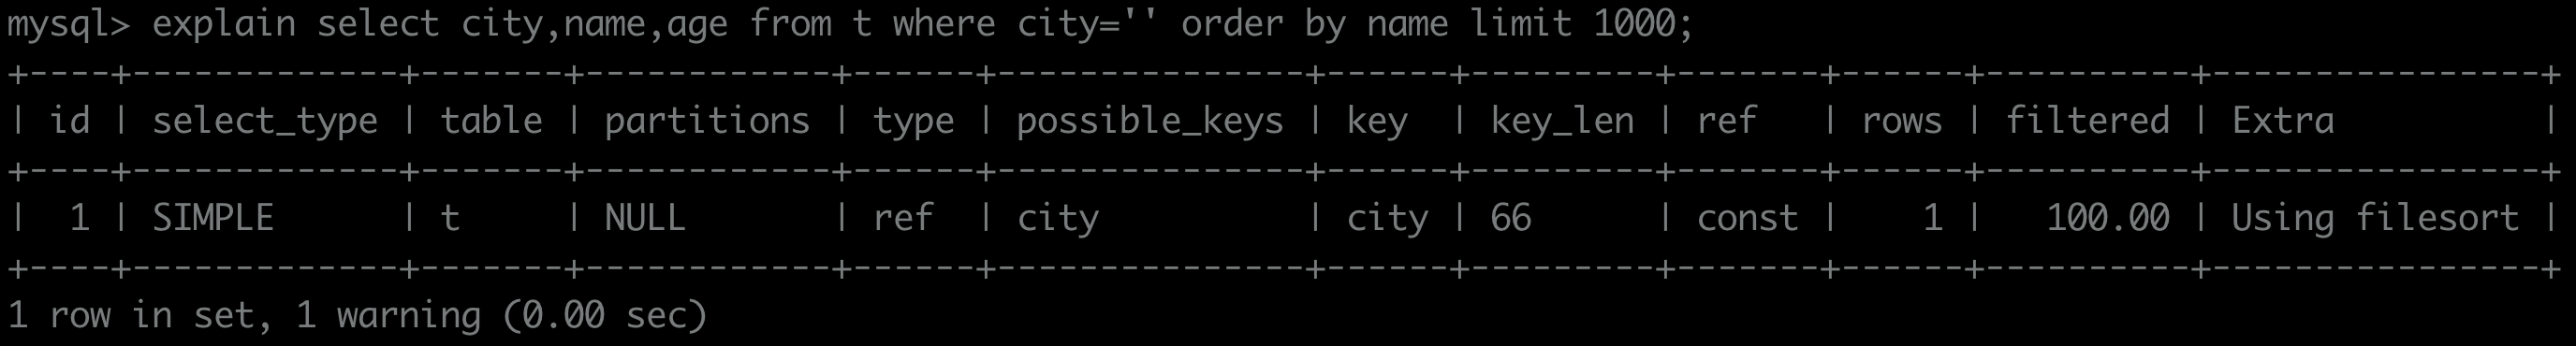 mysql> explain select city,name,age from t where city='' order by name limit 1000;
+----+-------------+-------+------------+------+---------------+------+---------+-------+------+----------+----------------+
| id | select_type | table | partitions | type | possible_keys | key  | key_len | ref   | rows | filtered | Extra          |
+----+-------------+-------+------------+------+---------------+------+---------+-------+------+----------+----------------+
|  1 | SIMPLE      | t     | NULL       | ref  | city          | city | 66      | const |    1 |   100.00 | Using filesort |
+----+-------------+-------+------------+------+---------------+------+---------+-------+------+----------+----------------+
1 row in set, 1 warning (0.00 sec)